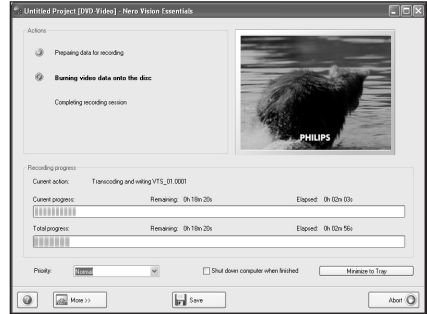 Untitled Project [DVD-Video] - Nero Vision Essentials
Actions
Preparing data for recording
Burning video data onto the disc
Completing recording session
PHILIPS
Recording progress
Current action: Transcoding and writing VTS_01.0001
Current progress: Remaining: 0h 18m 20s Elapsed: 0h 02m 03s
Total progress: Remaining: 0h 18m 20s Elapsed: 0h 02m 56s
Priority: Normal Shut down computer when finished Minimize to Tray
More >> Save Abort